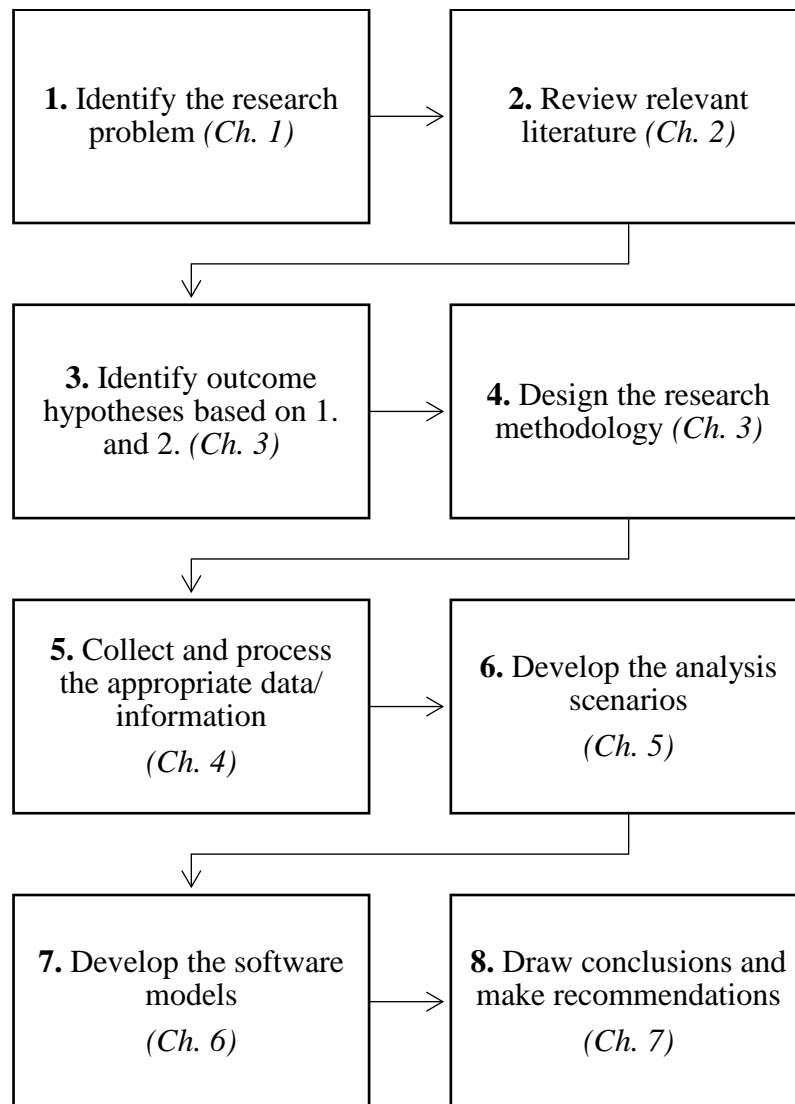 1. Identify the research
problem (Ch. 1)
2. Review relevant
literature (Ch. 2)
3. Identify outcome
hypotheses based on 1.
and 2. (Ch. 3)
4. Design the research
methodology (Ch. 3)
5. Collect and process
the appropriate data/
information
(Ch. 4)
6. Develop the analysis
scenarios
(Ch. 5)
7. Develop the software
models
(Ch. 6)
8. Draw conclusions and
make recommendations
(Ch. 7)